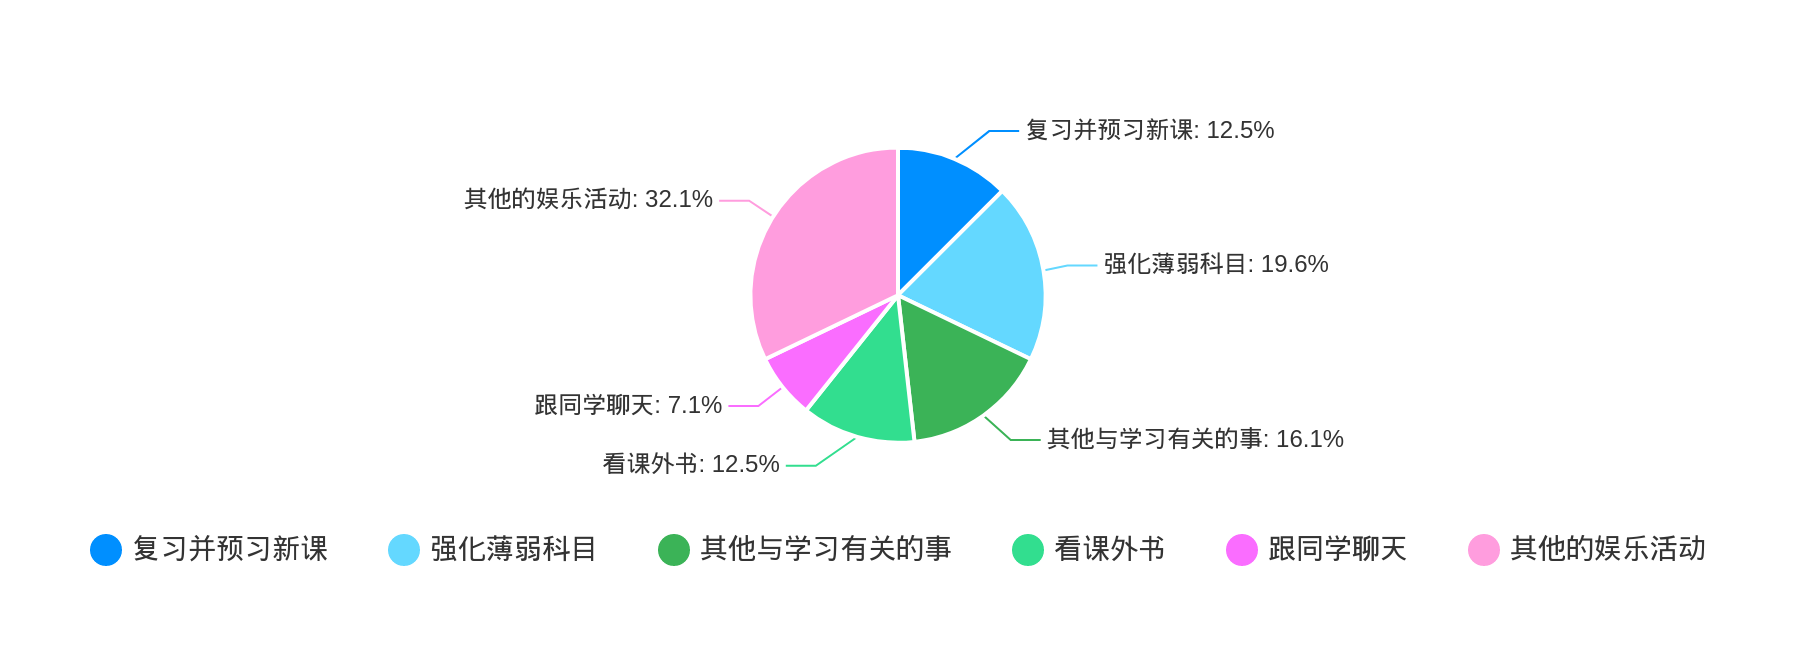 复习并预习新课: 12.5%
其他的娱乐活动: 32.1%
强化薄弱科目: 19.6%
跟同学聊天: 7.1%
其他与学习有关的事: 16.1%
看课外书: 12.5%
复习并预习新课
强化薄弱科目
其他与学习有关的事
看课外书
跟同学聊天
其他的娱乐活动